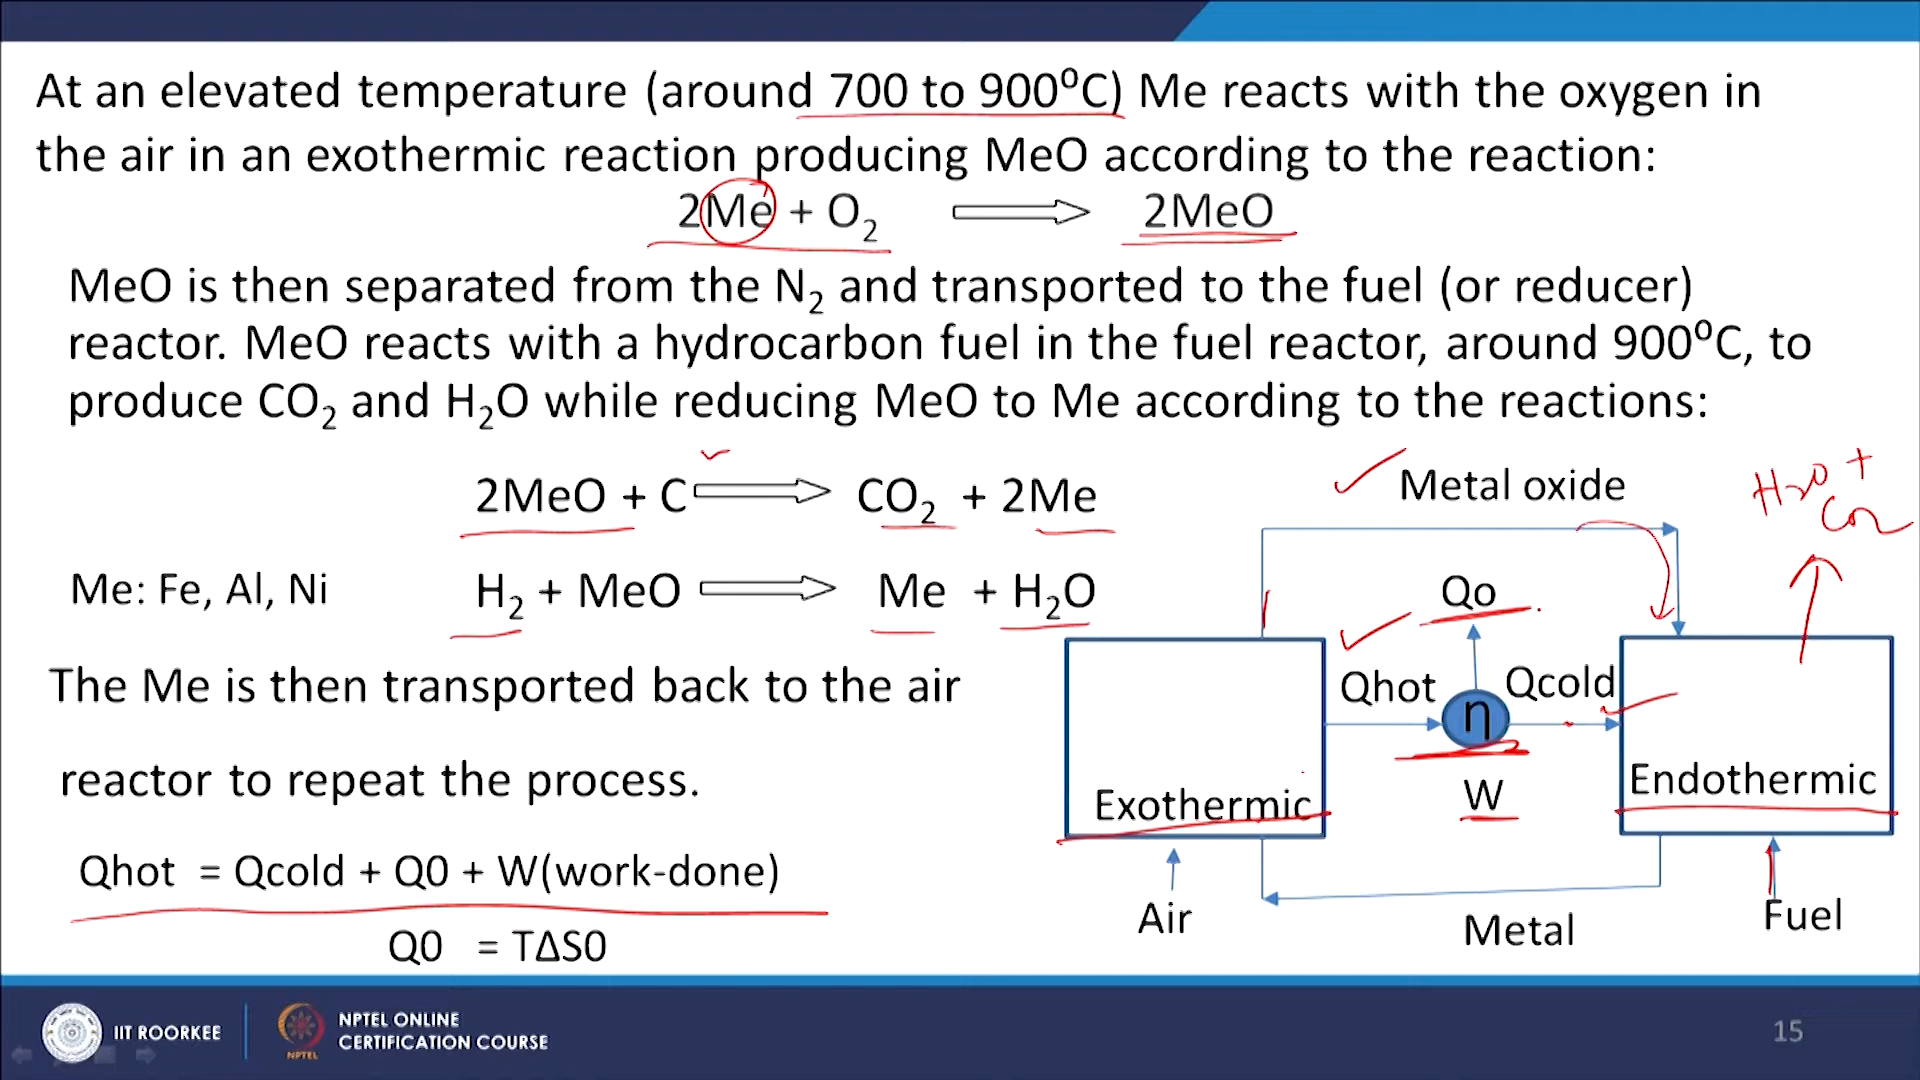 At an elevated temperature (around 700 to 900⁰C) Me reacts with the oxygen in
the air in an exothermic reaction producing MeO according to the reaction:
2Me + O₂ ⟹ 2MeO
MeO is then separated from the N₂ and transported to the fuel (or reducer)
reactor. MeO reacts with a hydrocarbon fuel in the fuel reactor, around 900⁰C, to
produce CO₂ and H₂O while reducing MeO to Me according to the reactions:
2MeO + C ⟹ CO₂ + 2Me
Me: Fe, Al, Ni H₂ + MeO ⟹ Me + H₂O
The Me is then transported back to the air
reactor to repeat the process.
Qhot = Qcold + Q0 + W(work-done)
Q0 = TΔS0
Metal oxide
H2O +
CO2
Qo
Qhot
η
Qcold
W
Exothermic
Endothermic
Air
Metal
Fuel
IIT ROORKEE
NPTEL
NPTEL ONLINE
CERTIFICATION COURSE
15